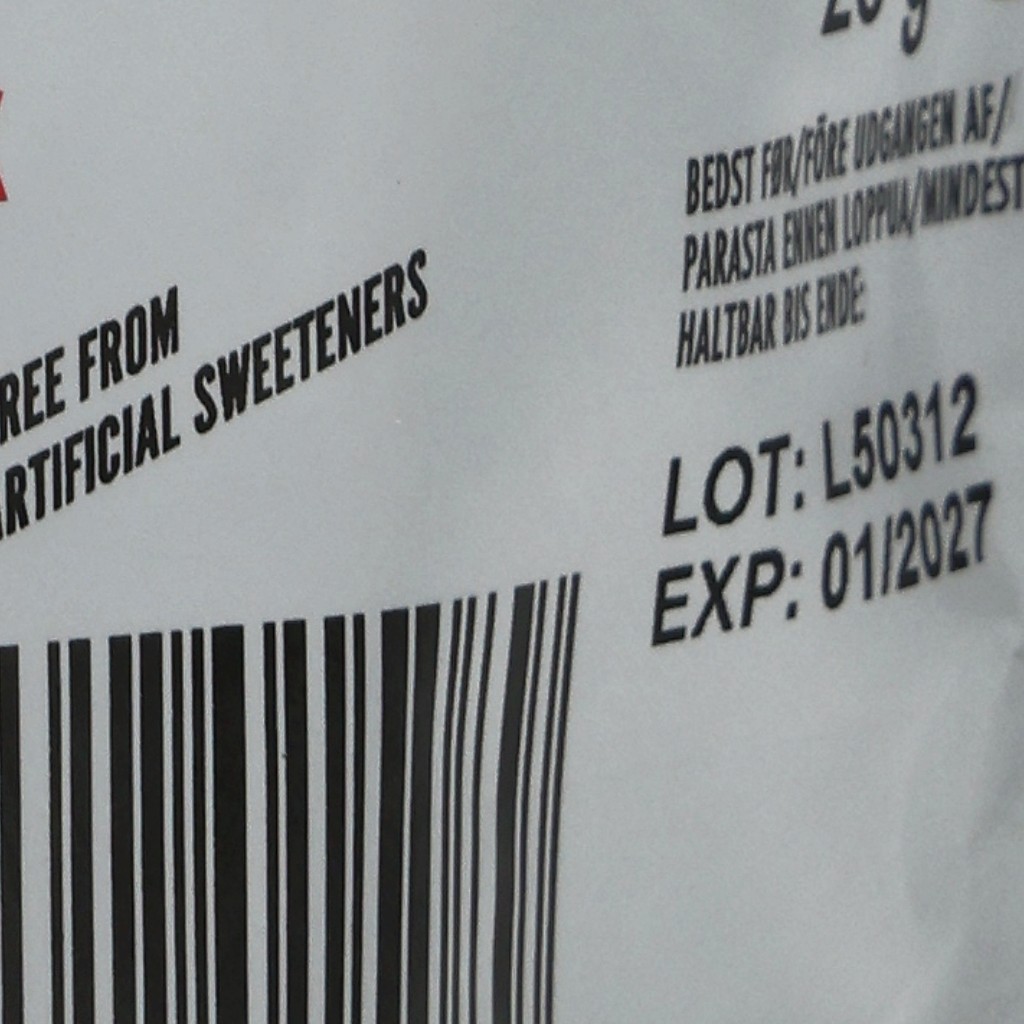 g
BEDST FØR/FÖRE UDGANGEN AF/
PARASTA ENNEN LOPPUA/MINDEST
HALTBAR BIS ENDE:
REE FROM
ARTIFICIAL SWEETENERS
LOT: L50312
EXP: 01/2027